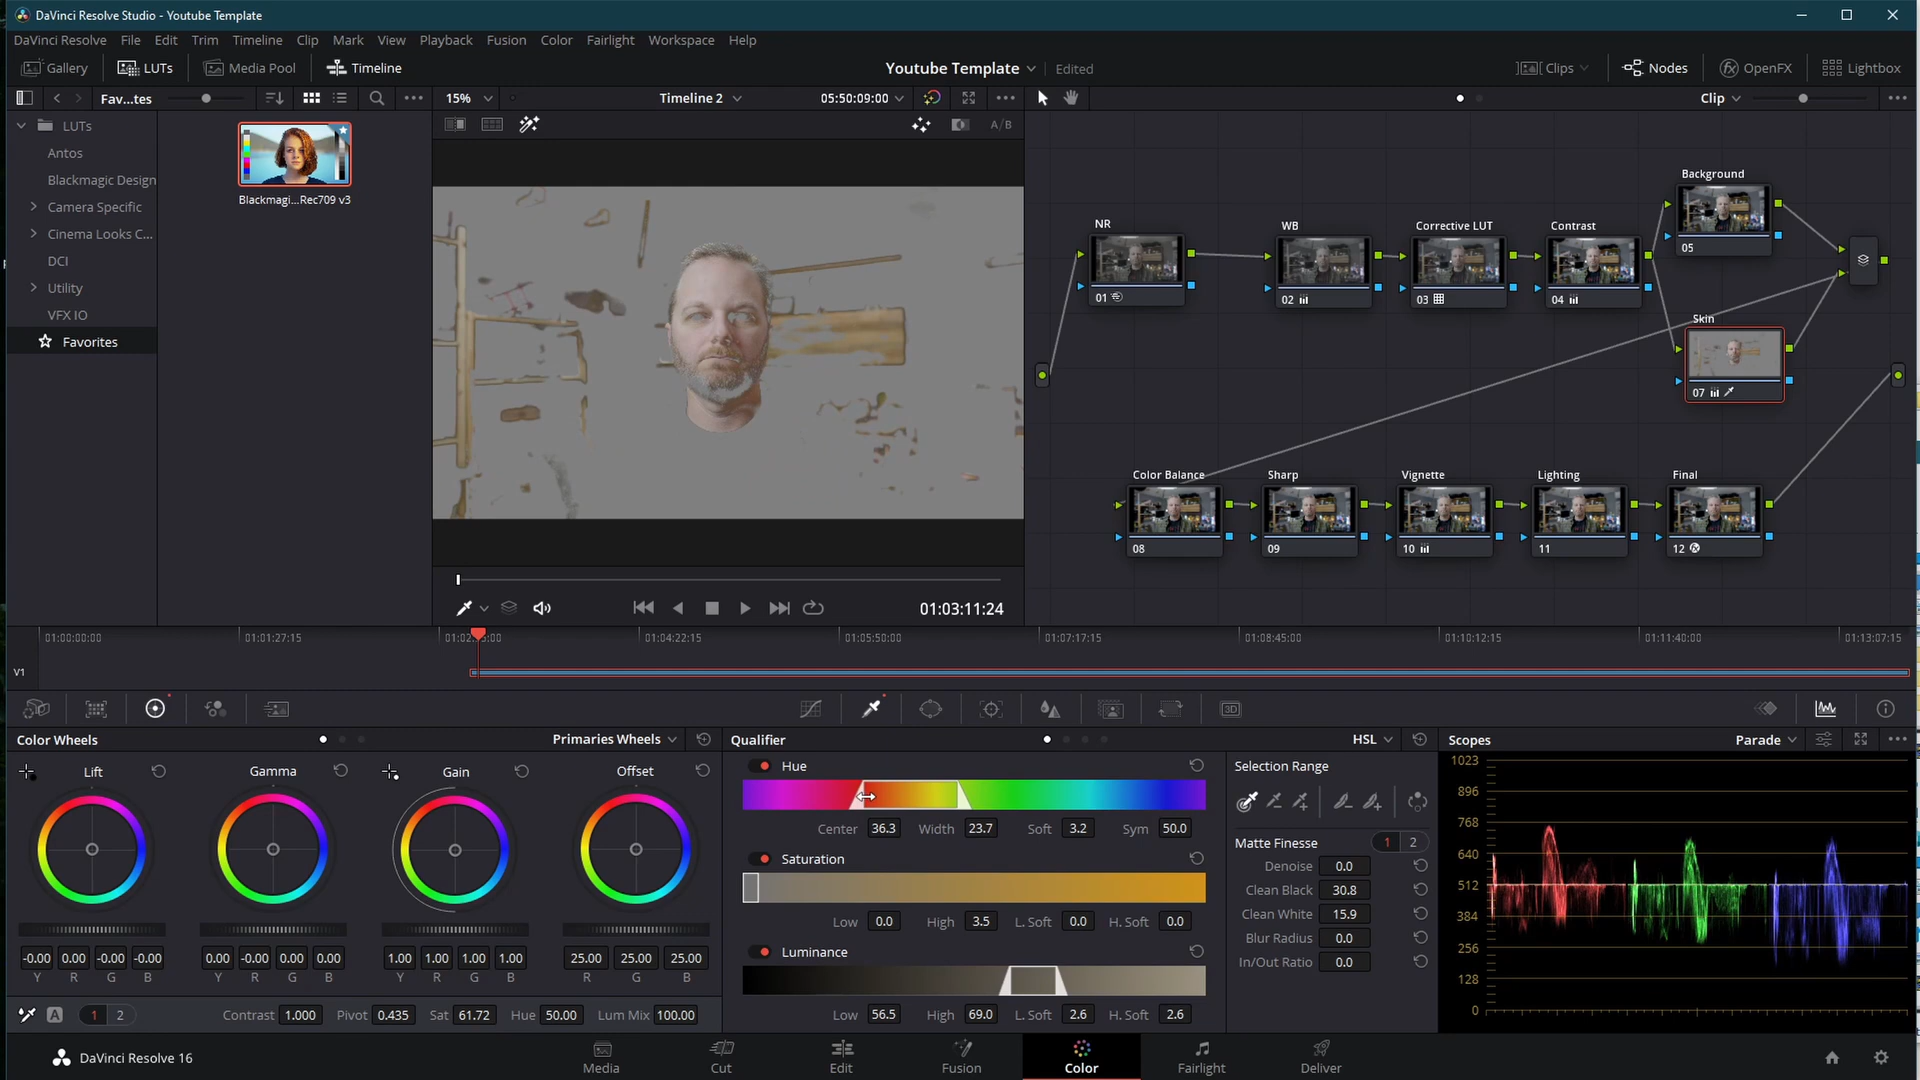 DaVinci Resolve Studio - Youtube Template
DaVinci Resolve File Edit Trim Timeline Clip Mark View Playback Fusion Color Fairlight Workspace Help
Gallery LUTs Media Pool Timeline Youtube Template Edited Clips Nodes OpenFX Lightbox
Fav...tes 15% Timeline 2 05:50:09:00 Clip
A/B
LUTs
Antos
Blackmagic Design
Camera Specific
Cinema Looks C...
DCI
Utility
VFX IO
Favorites
Blackmagi...Rec709 v3
Background
05
NR
01
WB
02
Corrective LUT
03
Contrast
04
Skin
07
Color Balance
08
Sharp
09
Vignette
10
Lighting
11
Final
12
01:03:11:24
01:00:00:00 01:01:27:15 01:04:22:15 01:05:50:00 01:07:17:15 01:08:45:00 01:10:12:15 01:11:40:00 01:13:07:15
V1
3D
Color Wheels Primaries Wheels
Lift Gamma Gain Offset
-0.00 0.00 -0.00 -0.00 0.00 -0.00 0.00 0.00 1.00 1.00 1.00 1.00 25.00 25.00 25.00
Y R G B Y R G B Y R G B R G B
A 1 2 Contrast 1.000 Pivot 0.435 Sat 61.72 Hue 50.00 Lum Mix 100.00
Qualifier HSL
Hue
Center 36.3 Width 23.7 Soft 3.2 Sym 50.0
Saturation
Low 0.0 High 3.5 L. Soft 0.0 H. Soft 0.0
Luminance
Low 56.5 High 69.0 L. Soft 2.6 H. Soft 2.6
Selection Range
Matte Finesse 1 2
Denoise 0.0
Clean Black 30.8
Clean White 15.9
Blur Radius 0.0
In/Out Ratio 0.0
Scopes Parade
1023
896
768
640
512
384
256
128
0
DaVinci Resolve 16
Media Cut Edit Fusion Color Fairlight Deliver